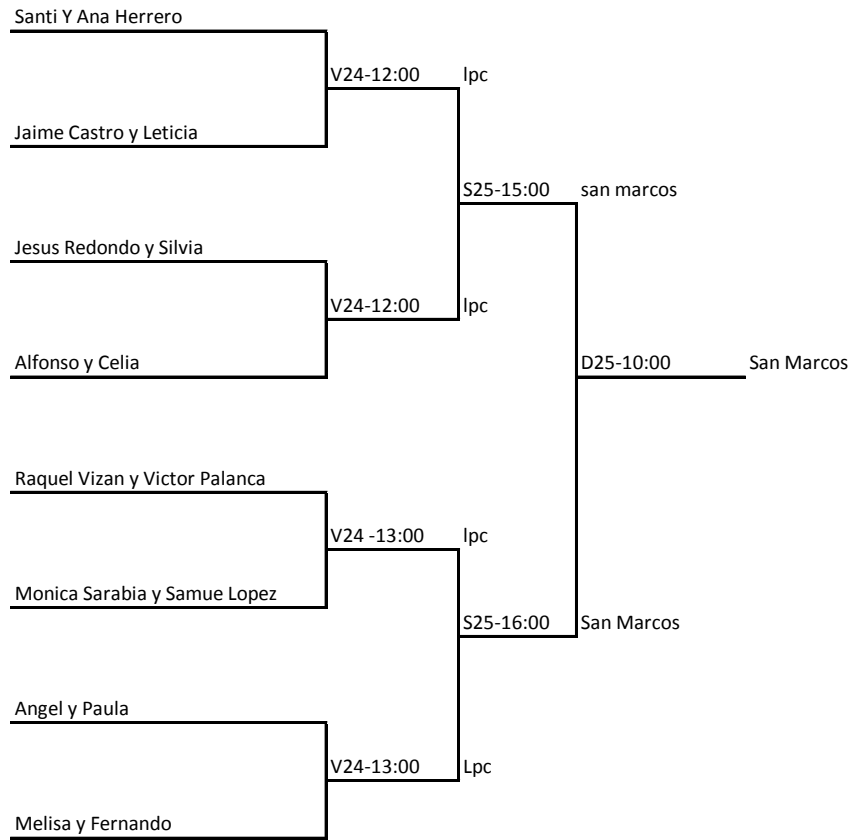 Santi Y Ana Herrero
V24-12:00 lpc
Jaime Castro y Leticia
S25-15:00 san marcos
Jesus Redondo y Silvia
V24-12:00 lpc
Alfonso y Celia
D25-10:00 San Marcos
Raquel Vizan y Victor Palanca
V24 -13:00 lpc
Monica Sarabia y Samue Lopez
S25-16:00 San Marcos
Angel y Paula
V24-13:00 Lpc
Melisa y Fernando